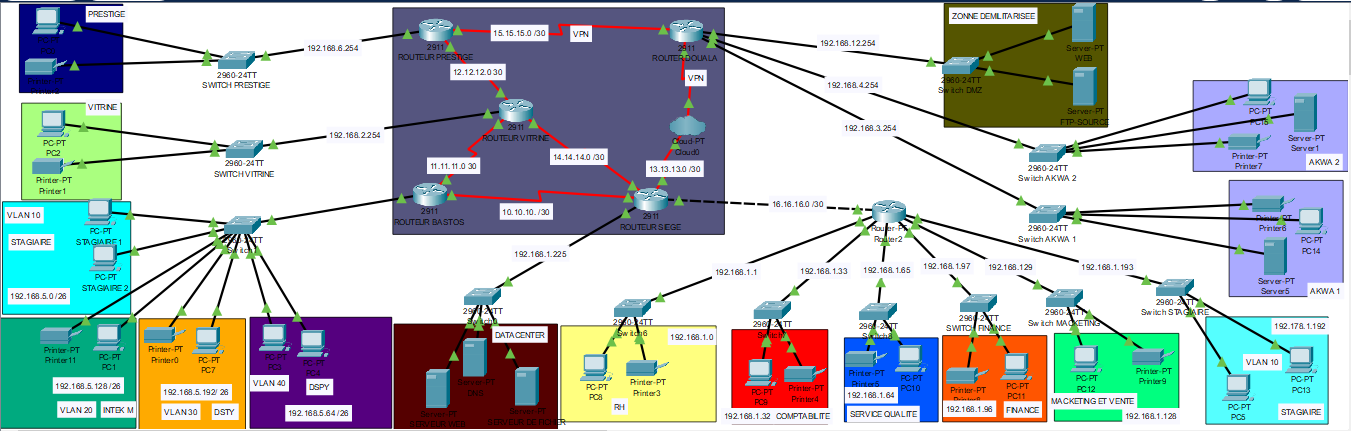 PRESTIGE
2960-24TT
SWITCH PRESTIGE
192.168.6.254
2911
ROUTEUR PRESTIGE
15.15.15.0 /30
VPN
2911
ROUTER DOUALA
12.12.12.0 30
VPN
2911
ROUTEUR VITRINE
Cloud-PT
Cloud0
11.11.11.0 30
14.14.14.0 /30
13.13.13.0 /30
2911
ROUTEUR BASTOS
10.10.10. /30
2911
ROUTEUR SIEGE
192.168.12.254
192.168.4.254
192.168.3.254
ZONNE DEMILITARISEE
Server-PT
WEB
2960-24TT
Switch DMZ
Server-PT
FTP-SOURCE
VITRINE
PC-PT
PC2
Printer-PT
Printer1
2960-24TT
SWITCH VITRINE
192.168.2.254
2960-24TT
Switch AKWA 2
PC-PT
Printer-PT
Printer7
Server-PT
Server1
AKWA 2
2960-24TT
Switch AKWA 1
Printer-PT
Printer6
PC-PT
PC14
Server-PT
Server5
AKWA 1
VLAN 10
STAGIAIRE
PC-PT
STAGIAIRE 1
PC-PT
STAGIAIRE 2
192.168.5.0/26
2960-24TT
16.16.16.0 /30
Router-PT
Router2
192.168.1.225
192.168.1.1
192.168.1.33
192.168.1.65
192.168.1.97
192.168.129
192.168.1.193
Printer-PT
Printer11
PC-PT
PC1
192.168.5.128 /26
VLAN 20
INTEK M
Printer-PT
Printer0
PC-PT
PC7
192.168.5.192/ 26
VLAN 30
DSTY
PC-PT
PC3
PC-PT
PC4
VLAN 40
DSPY
192.168.5.64 /26
2960-24TT
DATACENTER
Server-PT
2960-24TT
Switch6
192.168.1.0
PC-PT
PC8
Printer-PT
Printer3
RH
2960-24TT
PC-PT
PC9
Printer-PT
Printer4
192.168.1.32
COMPTABILITE
2960-24TT
Printer-PT
Printer5
PC-PT
PC10
192.168.1.64
SERVICE QUALITE
2960-24TT
SWITCH FINANCE
Printer-PT
PC-PT
PC11
192.168.1.96
FINANCE
2960-24TT
Switch MACKETING
PC-PT
PC12
Printer-PT
Printer9
MACKETING ET VENTE
192.168.1.128
2960-24TT
Switch STAGIAIRE
192.178.1.192
VLAN 10
PC-PT
PC13
PC-PT
PC5
STAGIAIRE